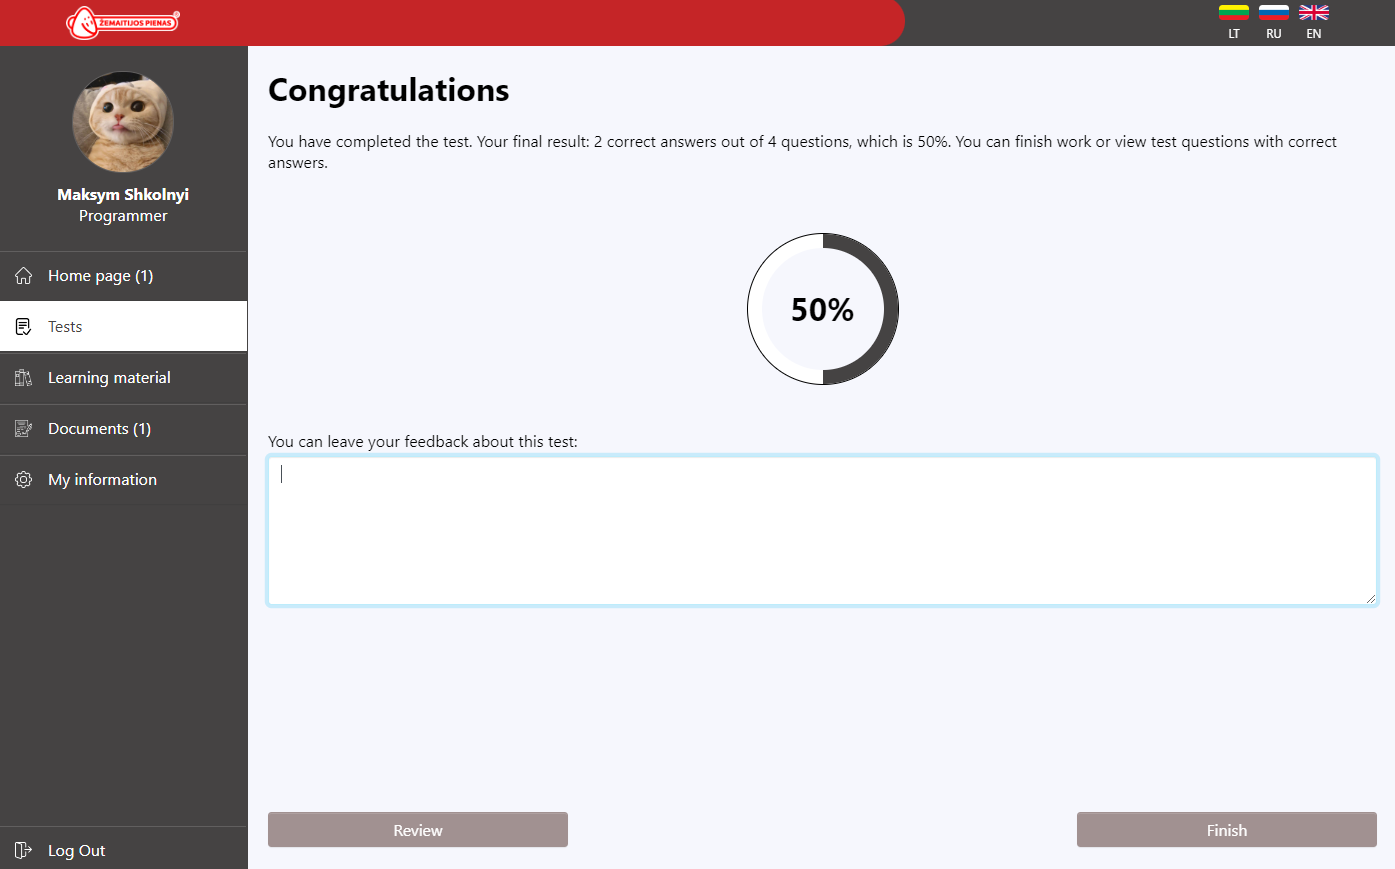 ŽEMAITIJOS PIENAS
LT RU EN
Maksym Shkolnyi
Programmer
Home page (1)
Tests
Learning material
Documents (1)
My information
Log Out
Congratulations
You have completed the test. Your final result: 2 correct answers out of 4 questions, which is 50%. You can finish work or view test questions with correct
answers.
50%
You can leave your feedback about this test:
Review
Finish